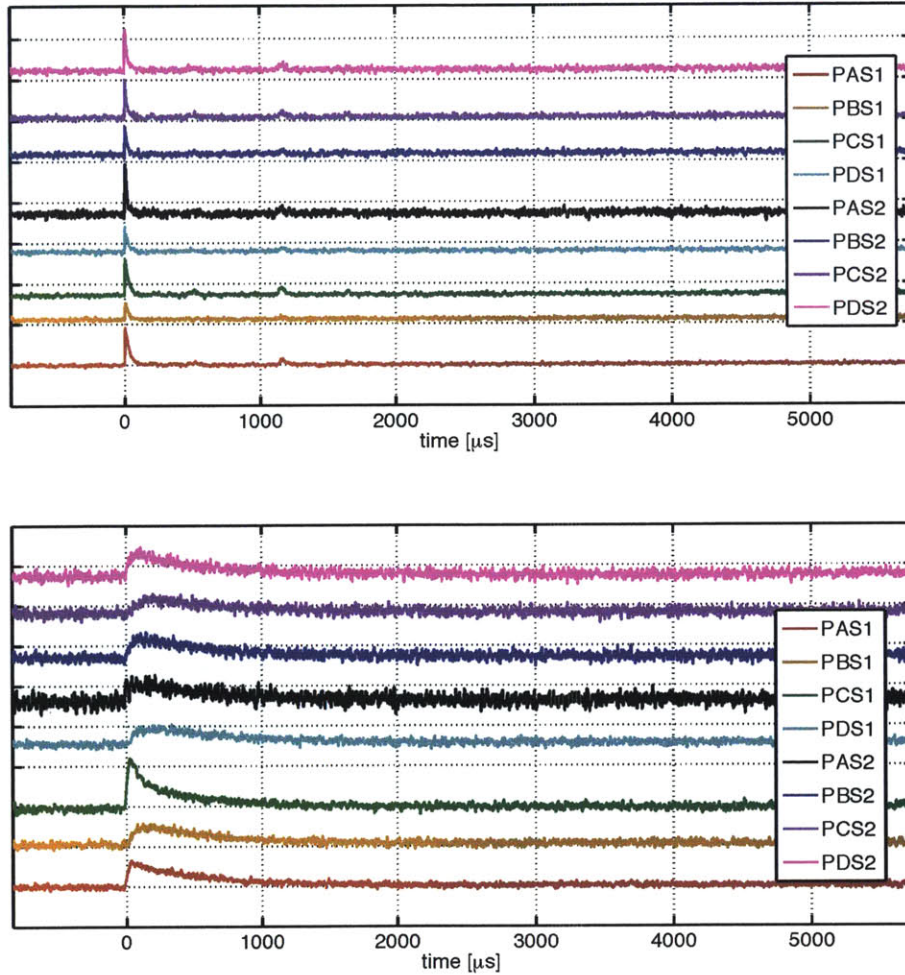 PAS1
PBS1
PCS1
PDS1
PAS2
PBS2
PCS2
PDS2
0 1000 2000 3000 4000 5000
time [μs]
PAS1
PBS1
PCS1
PDS1
PAS2
PBS2
PCS2
PDS2
0 1000 2000 3000 4000 5000
time [μs]